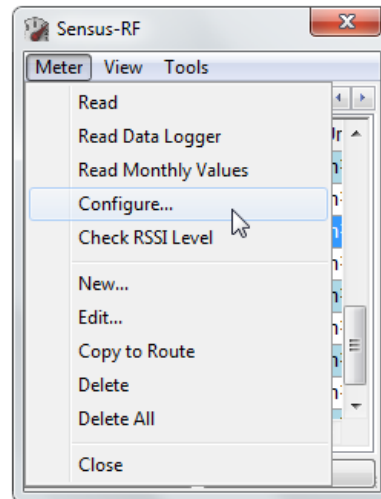 Sensus-RF
Meter View Tools
Read
Read Data Logger
Read Monthly Values
Configure...
Check RSSI Level
New...
Edit...
Copy to Route
Delete
Delete All
Close